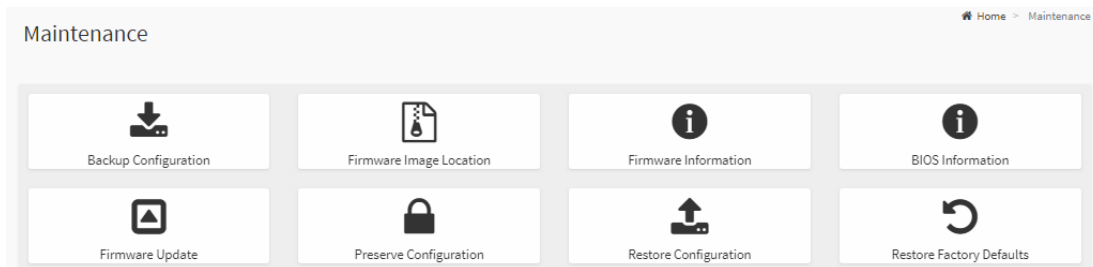 Home > Maintenance
Maintenance
Backup Configuration
Firmware Image Location
Firmware Information
BIOS Information
Firmware Update
Preserve Configuration
Restore Configuration
Restore Factory Defaults